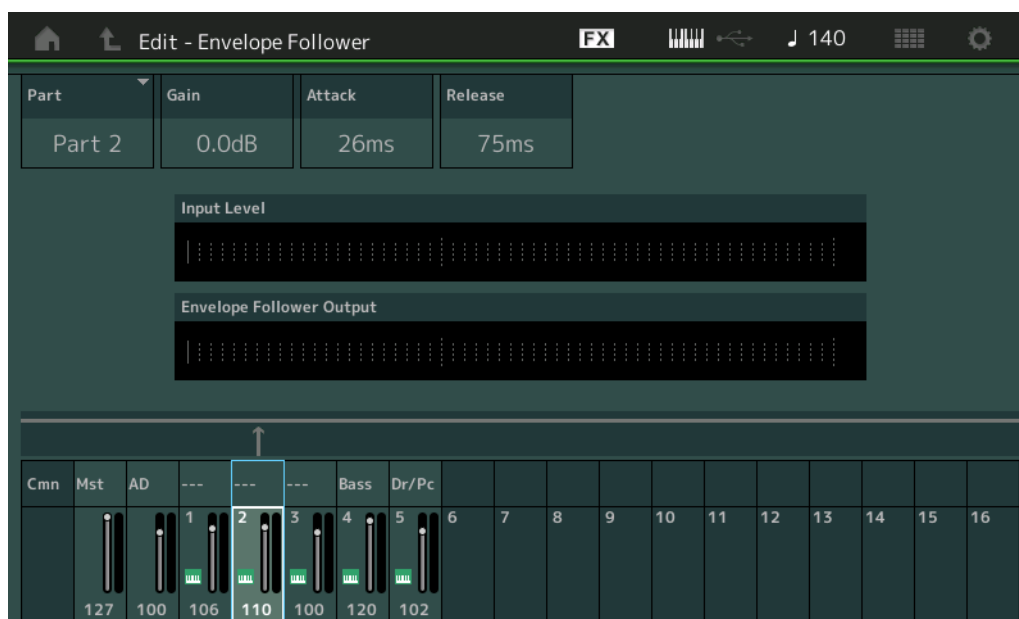 Edit - Envelope Follower FX 140
Part Gain Attack Release
Part 2 0.0dB 26ms 75ms
Input Level
Envelope Follower Output
Cmn Mst AD --- --- --- Bass Dr/Pc
1 2 3 4 5 6 7 8 9 10 11 12 13 14 15 16
127 100 106 110 100 120 102